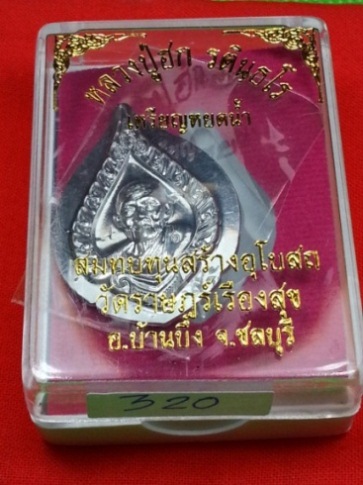 หลวงปู่ฮก รตินฺธโร
เหรียญหยดน้ำ
สมทบทุนสร้างอุโบสถ
วัดราษฎร์เรืองสุข
อ.บ้านบึง จ.ชลบุรี
320